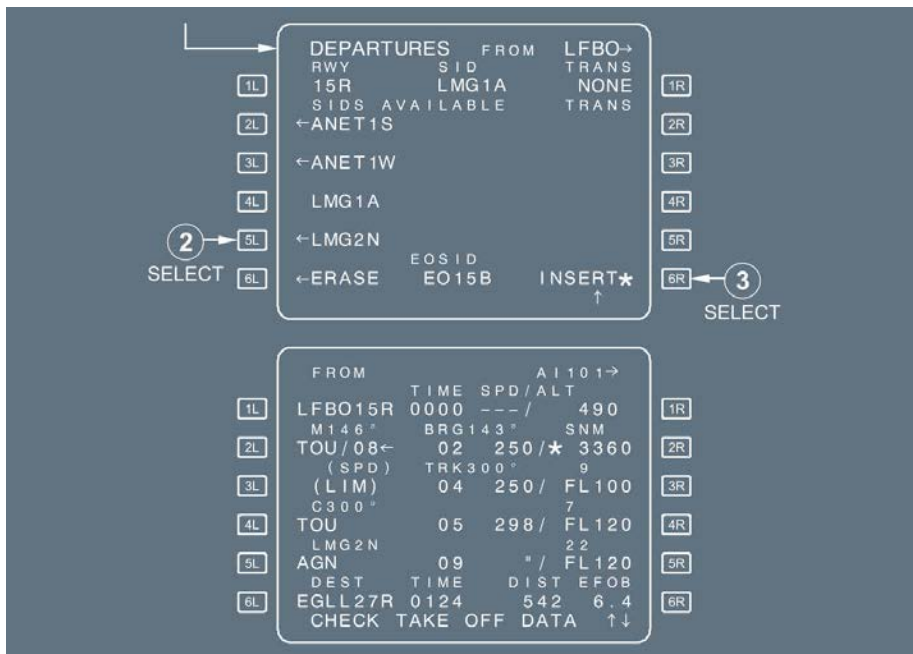 DEPARTURES FROM LFBO→
RWY SID TRANS
1L 15R LMG1A NONE 1R
SIDS AVAILABLE TRANS
2L ←ANET1S 2R
3L ←ANET1W 3R
4L LMG1A 4R
2 5L ←LMG2N 5R
EOSID
SELECT 6L ←ERASE EO15B INSERT* 6R 3
↑
SELECT
FROM AI101→
TIME SPD/ALT
1L LFBO15R 0000 ---/ 490 1R
M146° BRG143° SNM
2L TOU/08← 02 250/* 3360 2R
(SPD) TRK300° 9
3L (LIM) 04 250/ FL100 3R
C300° 7
4L TOU 05 298/ FL120 4R
LMG2N 22
5L AGN 09 "/ FL120 5R
DEST TIME DIST EFOB
6L EGLL27R 0124 542 6.4 6R
CHECK TAKE OFF DATA ↑↓